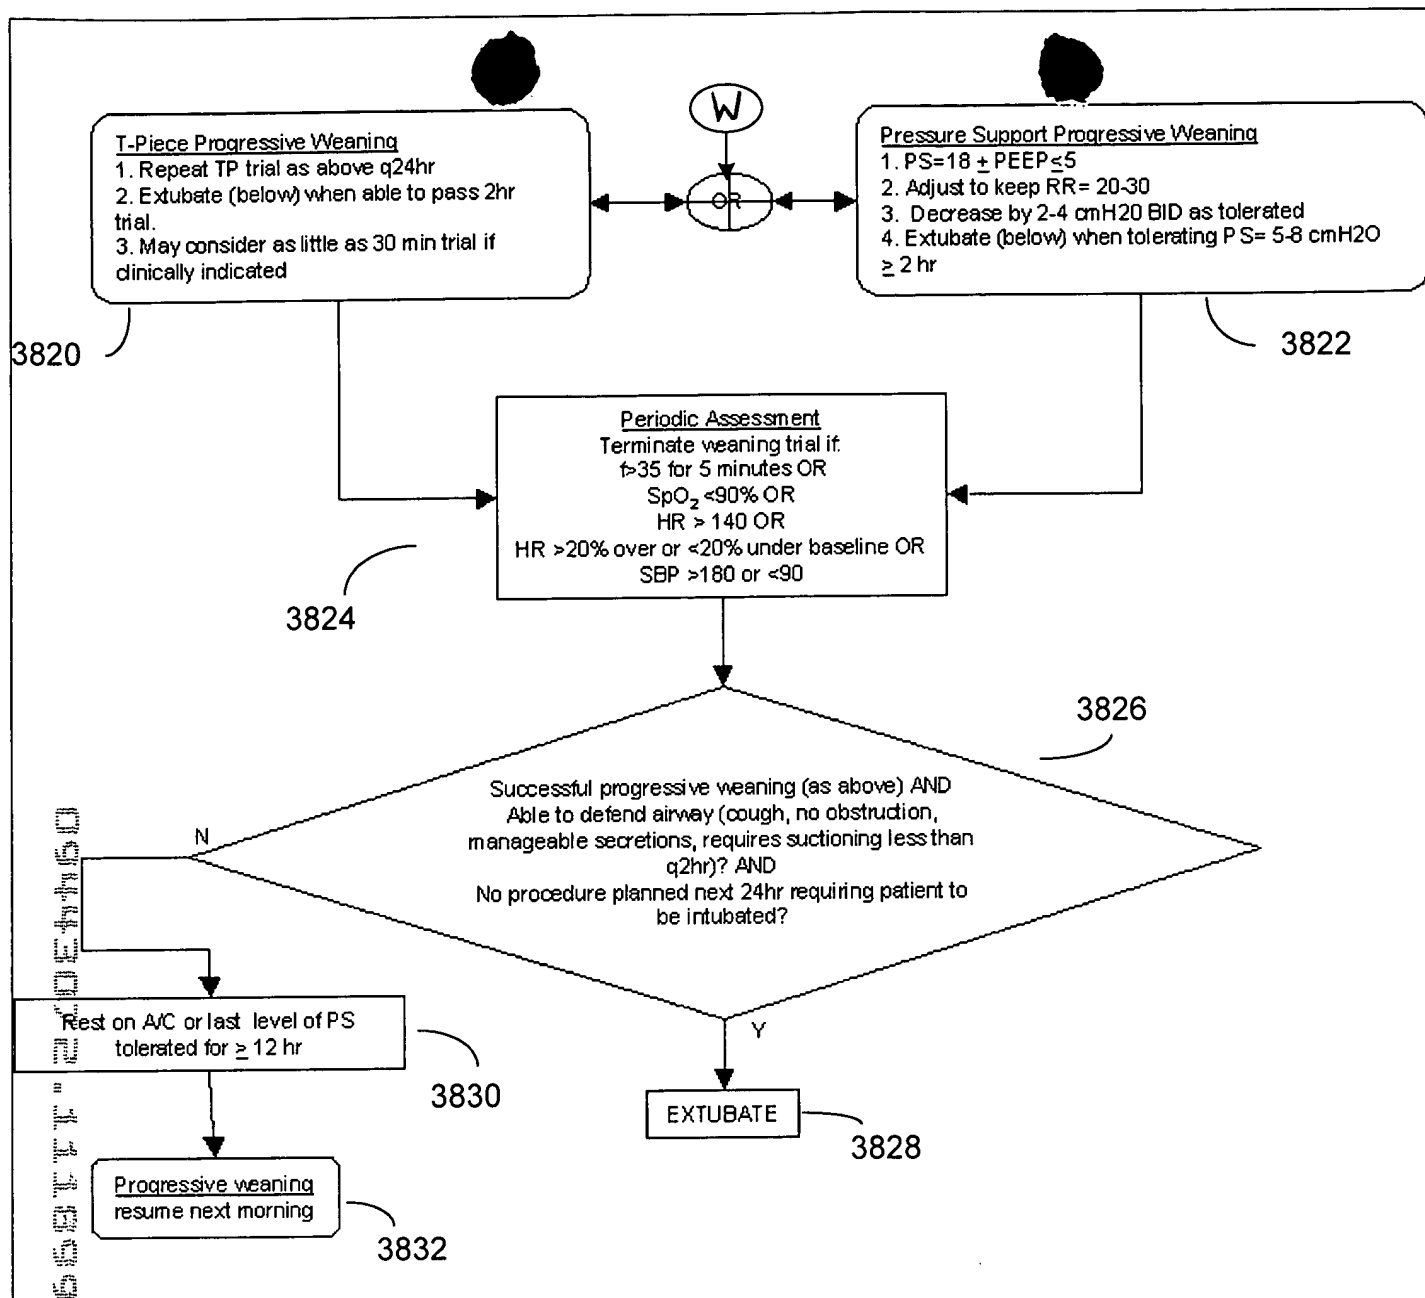 W
T-Piece Progressive Weaning
1. Repeat TP trial as above q24hr
2. Extubate (below) when able to pass 2hr
trial.
3. May consider as little as 30 min trial if
clinically indicated
OR
Pressure Support Progressive Weaning
1. PS=18 ± PEEP≤5
2. Adjust to keep RR= 20-30
3. Decrease by 2-4 cmH20 BID as tolerated
4. Extubate (below) when tolerating PS= 5-8 cmH2O
≥ 2 hr
3820
3822
Periodic Assessment
Terminate weaning trial if:
f>35 for 5 minutes OR
SpO₂ <90% OR
HR > 140 OR
HR >20% over or <20% under baseline OR
SBP >180 or <90
3824
3826
Successful progressive weaning (as above) AND
Able to defend airway (cough, no obstruction,
manageable secretions, requires suctioning less than
q2hr)? AND
No procedure planned next 24hr requiring patient to
be intubated?
N
Y
Rest on A/C or last level of PS
tolerated for ≥ 12 hr
3830
EXTUBATE
3828
Progressive weaning
resume next morning
3832
09443072.111899